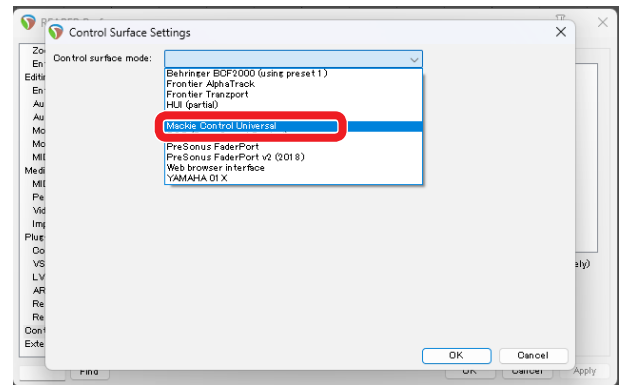 Control Surface Settings
Control surface mode:
Behringer BCF2000 (using preset 1)
Frontier AlphaTrack
Frontier Tranzport
HUI (partial)
Mackie Control Universal
PreSonus FaderPort
PreSonus FaderPort v2 (2018)
Web browser interface
YAMAHA 01X
Zo
En
Editi
En
Au
Au
Mo
Mo
MI
Medi
MI
Pe
Vid
Imp
Plug
Co
VS
ely)
LV
AR
Re
Re
Cont
Exte
OK
Cancel
Find
OK
Cancel
Apply